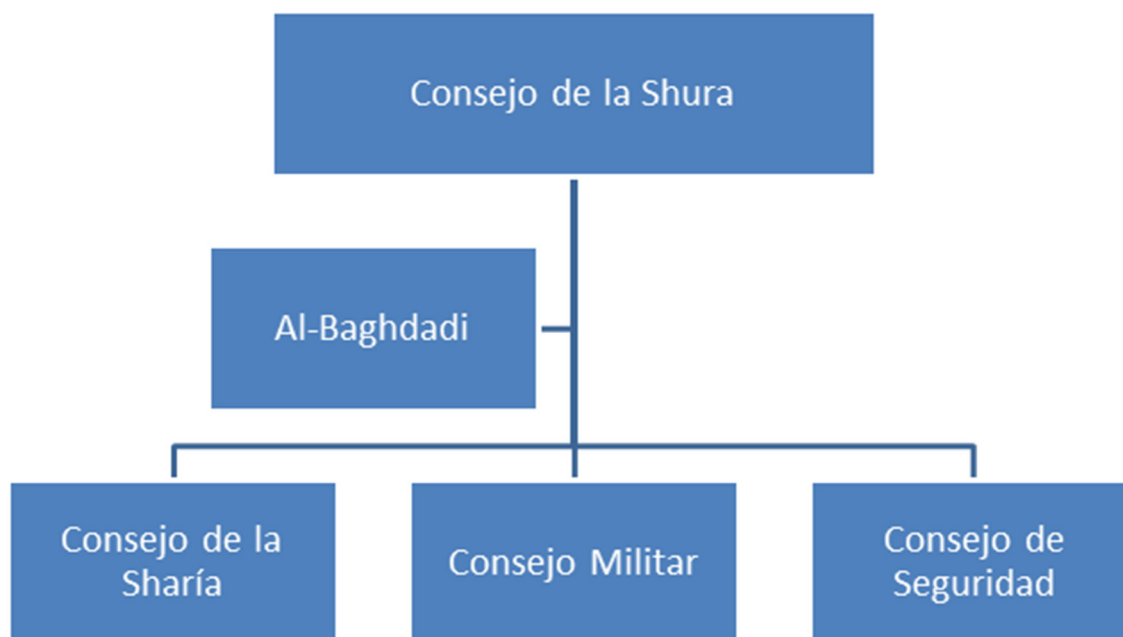 Consejo de la Shura
Al-Baghdadi
Consejo de la
Sharía
Consejo Militar
Consejo de
Seguridad